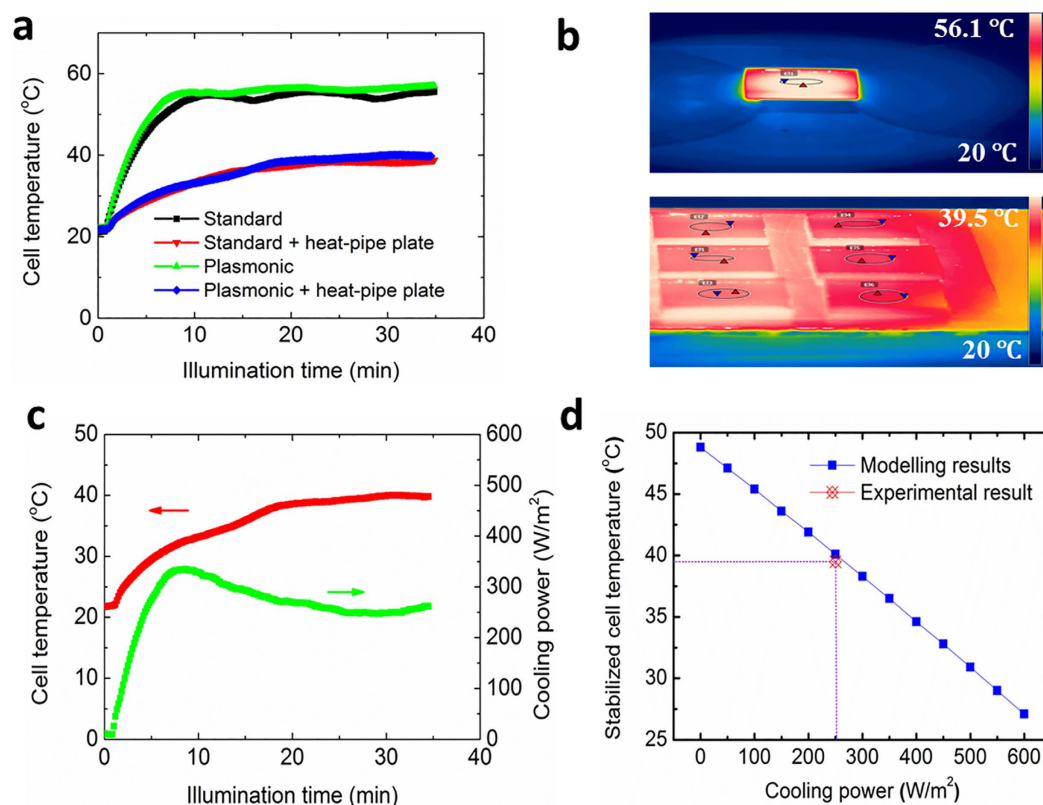 a
Cell temperature (°C)
80
60
40
20
0
Standard
Standard + heat-pipe plate
Plasmonic
Plasmonic + heat-pipe plate
0 10 20 30 40
Illumination time (min)
b
56.1 °C
20 °C
39.5 °C
20 °C
c
Cell temperature (°C)
50
40
30
20
10
0
600
500
400
300
200
100
0
Cooling power (W/m²)
0 10 20 30 40
Illumination time (min)
d
Stabilized cell temperature (°C)
50
45
40
35
30
25
Modelling results
Experimental result
0 100 200 300 400 500 600
Cooling power (W/m²)